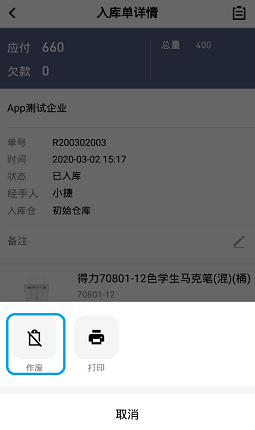 入库单详情
应付 660 总量 400
欠款 0
App测试企业
单号 R200302003
时间 2020-03-02 15:17
状态 已入库
经手人 小捷
入库仓 初始仓库
备注
得力70801-12色学生马克笔(混)(桶)
70801-12
作废 打印
取消